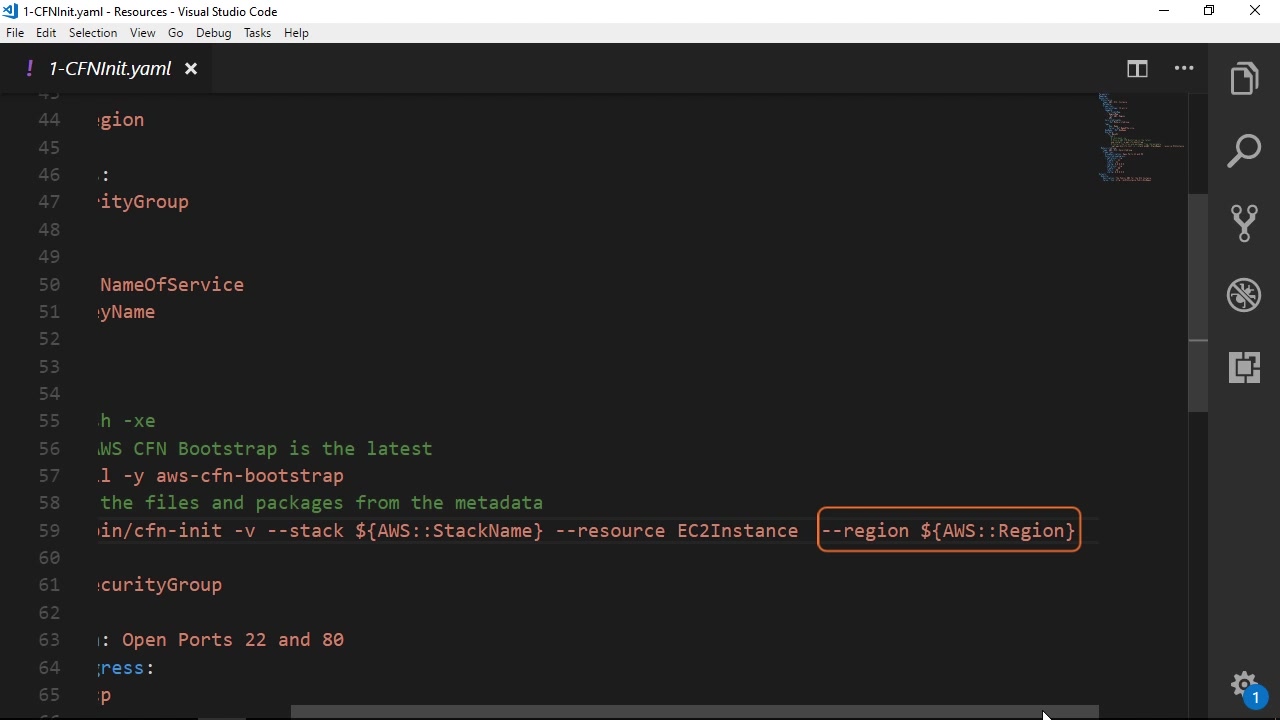 1-CFNInit.yaml - Resources - Visual Studio Code
File Edit Selection View Go Debug Tasks Help
! 1-CFNInit.yaml
44 gion
45
46 :
47 ityGroup
48
49
50 NameOfService
51 yName
52
53
54
55 h -xe
56 AWS CFN Bootstrap is the latest
57 l -y aws-cfn-bootstrap
58 the files and packages from the metadata
59 bin/cfn-init -v --stack ${AWS::StackName} --resource EC2Instance --region ${AWS::Region}
60
61 curityGroup
62
63 : Open Ports 22 and 80
64 ress:
65 p
1